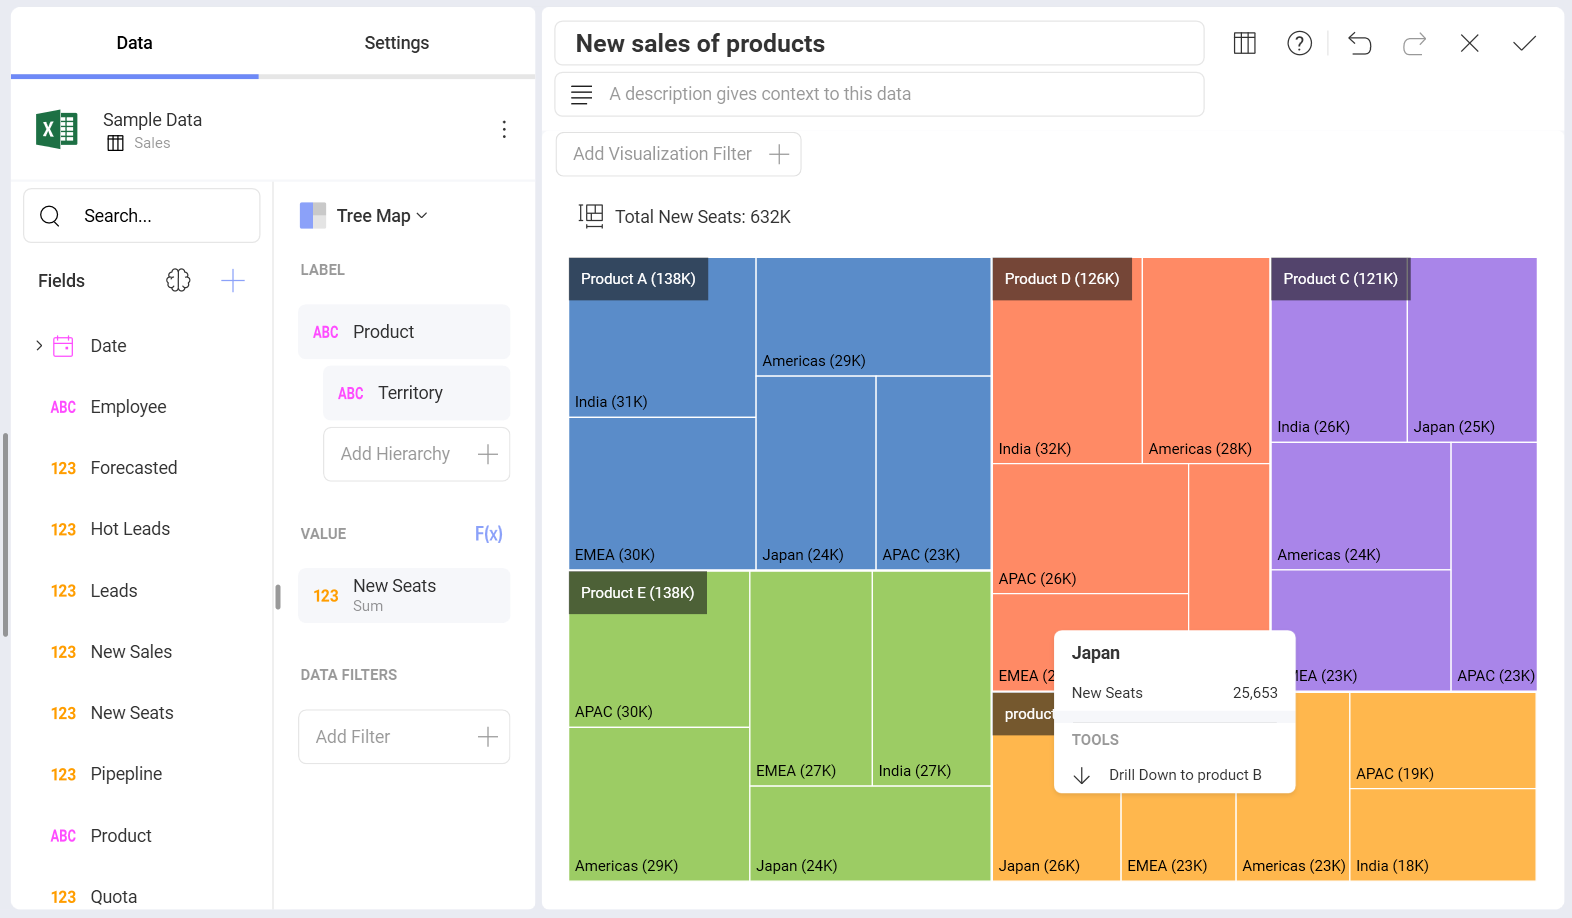 Data
Settings
Sample Data
Sales
Search...
Fields
Date
ABC Employee
123 Forecasted
123 Hot Leads
123 Leads
123 New Sales
123 New Seats
123 Pipepline
ABC Product
123 Quota
Tree Map
LABEL
ABC Product
ABC Territory
Add Hierarchy
VALUE
F(x)
123 New Seats
Sum
DATA FILTERS
Add Filter
New sales of products
A description gives context to this data
Add Visualization Filter
Total New Seats: 632K
Product A (138K)
Americas (29K)
India (31K)
EMEA (30K)
Japan (24K)
APAC (23K)
Product E (138K)
APAC (30K)
EMEA (27K)
India (27K)
Americas (29K)
Japan (24K)
Product D (126K)
India (32K)
Americas (28K)
APAC (26K)
EMEA (2
Product C (121K)
India (26K)
Japan (25K)
Americas (24K)
MEA (23K)
APAC (23K)
product
Japan (26K)
EMEA (23K)
Americas (23K)
APAC (19K)
India (18K)
Japan
New Seats 25,653
TOOLS
Drill Down to product B